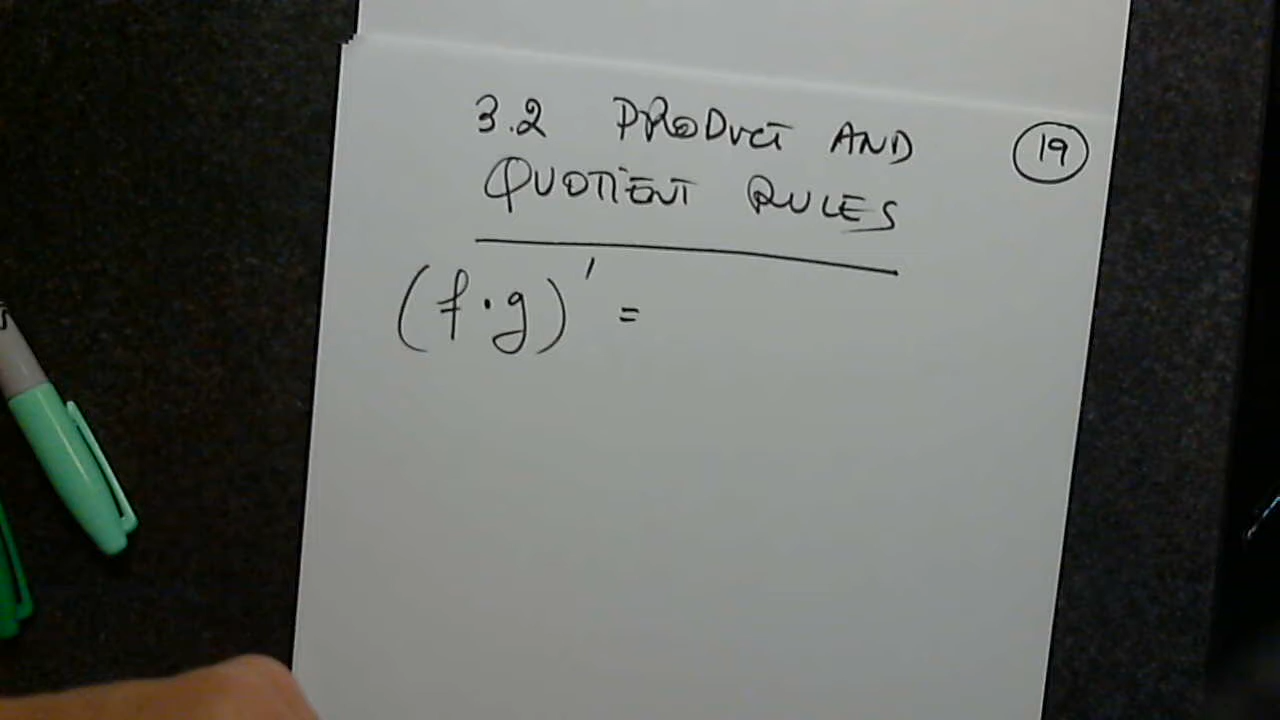 3.2 PRODUCT AND
QUOTIENT RULES
19
(f·g)' =